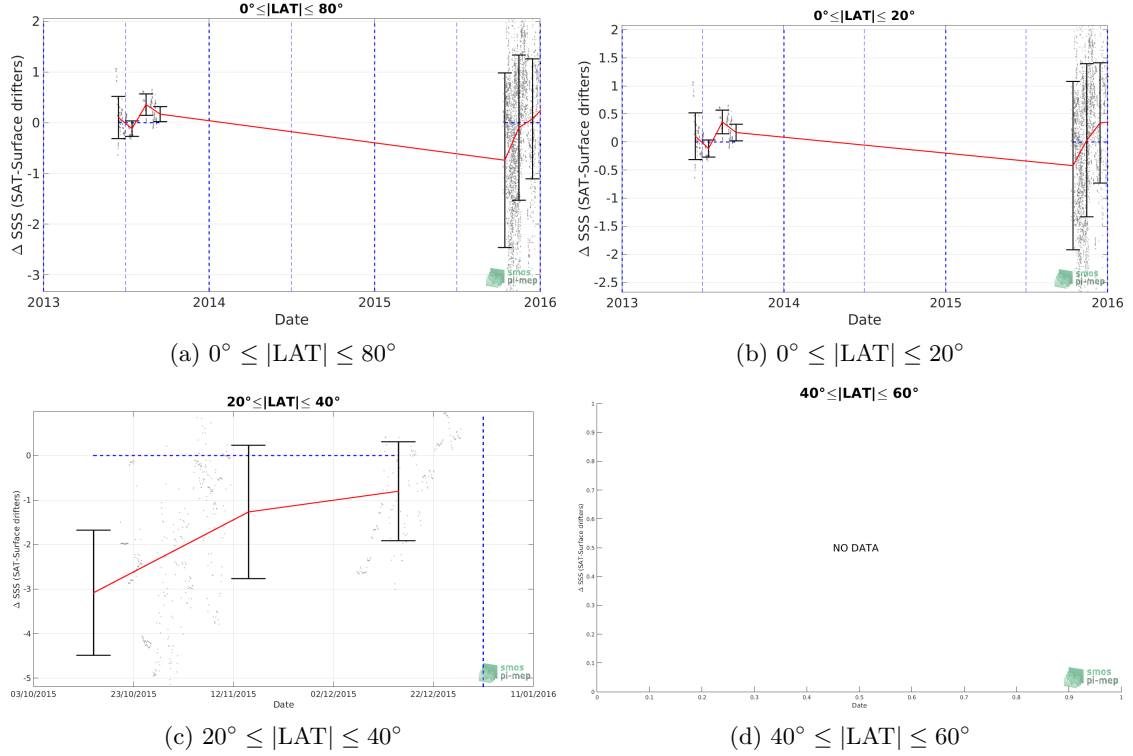 0°≤|LAT|≤ 80°
Δ SSS (SAT-Surface drifters)
2
1
0
-1
-2
-3
2013
2014
2015
2016
Date
smos
pi-mep
(a) 0° ≤ |LAT| ≤ 80°
0°≤|LAT|≤ 20°
Δ SSS (SAT-Surface drifters)
2
1.5
1
0.5
0
-0.5
-1
-1.5
-2
-2.5
2013
2014
2015
2016
Date
smos
pi-mep
(b) 0° ≤ |LAT| ≤ 20°
20°≤|LAT|≤ 40°
Δ SSS (SAT-Surface drifters)
0
-1
-2
-3
-4
-5
03/10/2015
23/10/2015
12/11/2015
02/12/2015
22/12/2015
11/01/2016
Date
smos
pi-mep
(c) 20° ≤ |LAT| ≤ 40°
40°≤|LAT|≤ 60°
Δ SSS (SAT-Surface drifters)
1
0.9
0.8
0.7
0.6
0.5
0.4
0.3
0.2
0.1
0
NO DATA
0
0.1
0.2
0.3
0.4
0.5
0.6
0.7
0.8
0.9
1
Date
smos
pi-mep
(d) 40° ≤ |LAT| ≤ 60°